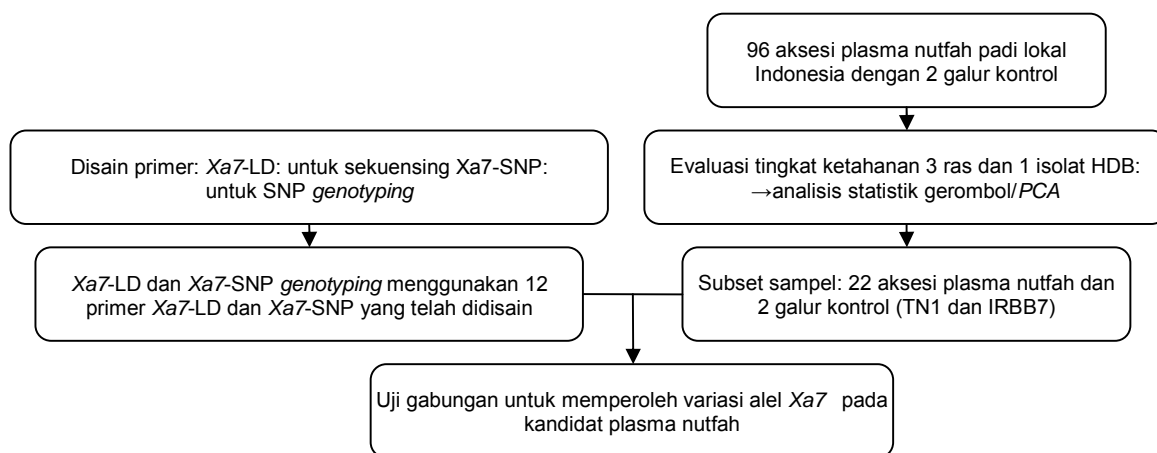 96 aksesi plasma nutfah padi lokal
Indonesia dengan 2 galur kontrol
Disain primer: Xa7-LD: untuk sekuensing Xa7-SNP:
untuk SNP genotyping
Evaluasi tingkat ketahanan 3 ras dan 1 isolat HDB:
→analisis statistik gerombol/PCA
Xa7-LD dan Xa7-SNP genotyping menggunakan 12
primer Xa7-LD dan Xa7-SNP yang telah didisain
Subset sampel: 22 aksesi plasma nutfah dan
2 galur kontrol (TN1 dan IRBB7)
Uji gabungan untuk memperoleh variasi alel Xa7 pada
kandidat plasma nutfah